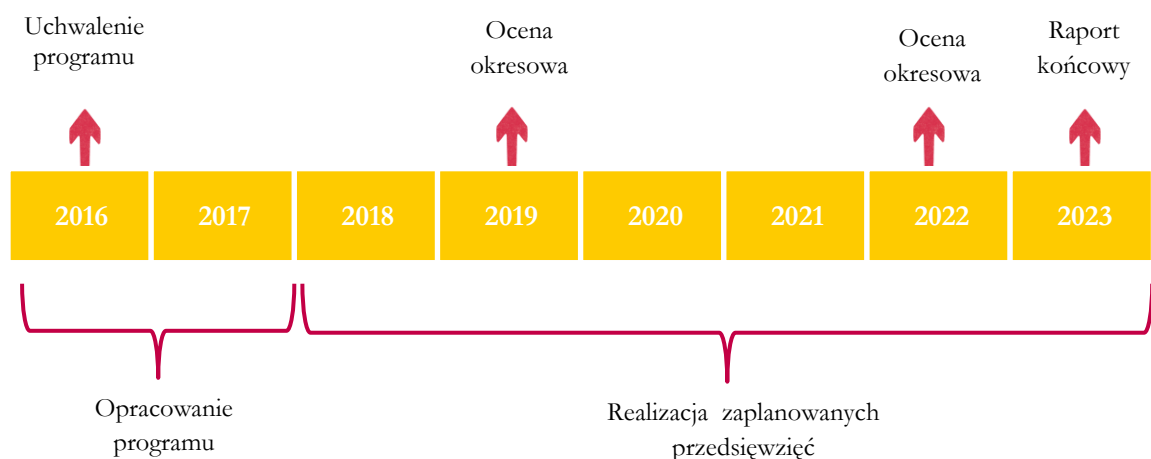 Uchwalenie
programu
Ocena
okresowa
Ocena
okresowa
Raport
końcowy
2016
2017
2018
2019
2020
2021
2022
2023
Opracowanie
programu
Realizacja zaplanowanych
przedsięwzięć